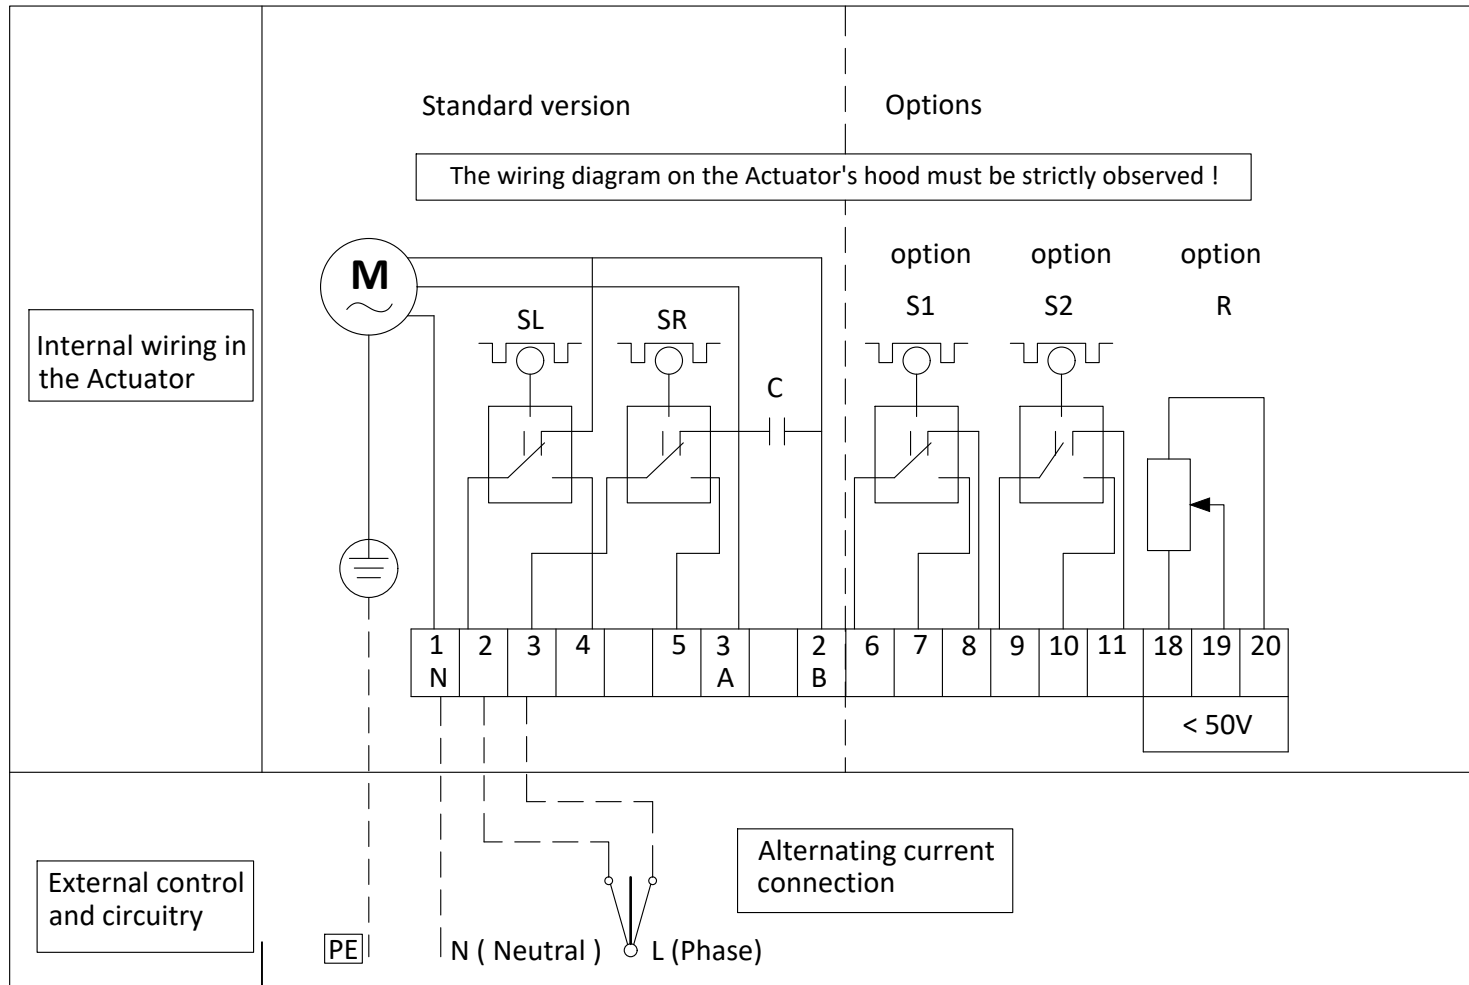 Standard version
Options
The wiring diagram on the Actuator's hood must be strictly observed !
option
option
option
M
S1
S2
R
SL
SR
Internal wiring in
the Actuator
C
1 2 3 4 5 3 2 6 7 8 9 10 11 18 19 20
N A B
< 50V
Alternating current
connection
External control
and circuitry
PE
N ( Neutral )
L (Phase)